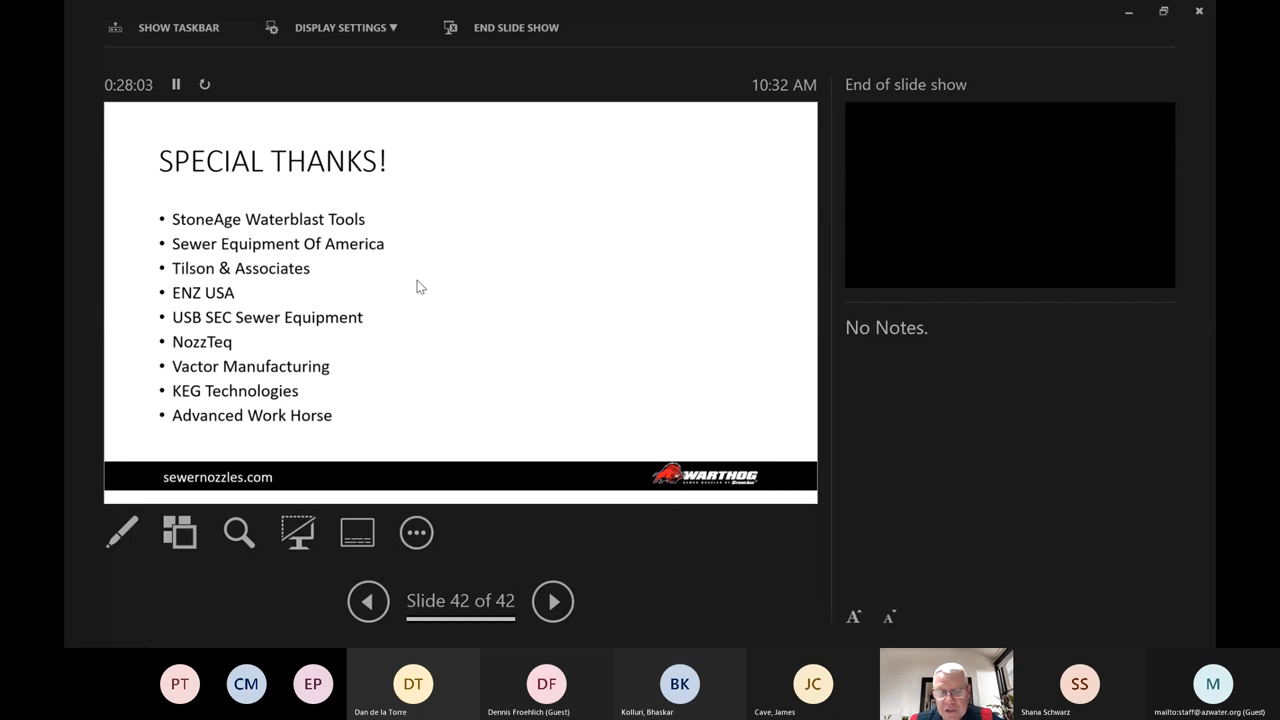 SHOW TASKBAR
DISPLAY SETTINGS ▼
END SLIDE SHOW
0:28:03
10:32 AM
End of slide show
SPECIAL THANKS!
• StoneAge Waterblast Tools
• Sewer Equipment Of America
• Tilson & Associates
• ENZ USA
• USB SEC Sewer Equipment
• NozzTeq
• Vactor Manufacturing
• KEG Technologies
• Advanced Work Horse
sewernozzles.com
WARTHOG
SEWER NOZZLES BY StoneAge
No Notes.
Slide 42 of 42
A A
PT
CM
EP
DT
DF
BK
JC
SS
M
Dan de la Torre
Dennis Froehlich (Guest)
Kolluri, Bhaskar
Cave, James
Shana Schwarz
mailto:staff@azwater.org (Guest)